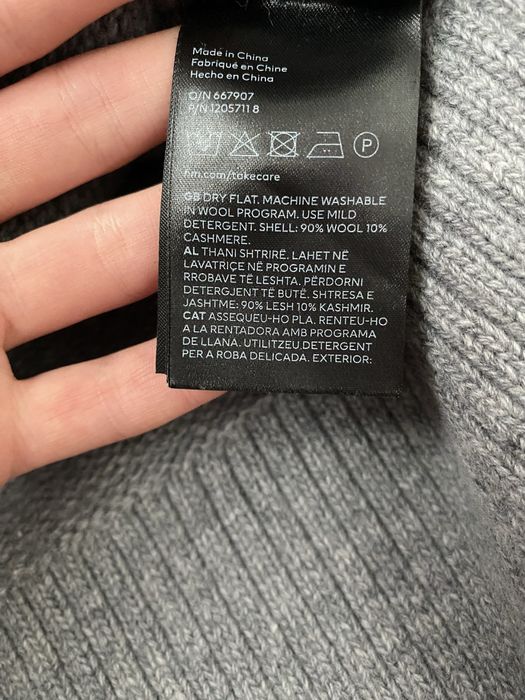 Made in China
Fabriqué en Chine
Hecho en China
O/N 667907
P/N 1205711 8
P
hm.com/takecare
GB DRY FLAT. MACHINE WASHABLE
IN WOOL PROGRAM. USE MILD
DETERGENT. SHELL: 90% WOOL 10%
CASHMERE.
AL THANI SHTRIRË. LAHET NË
LAVATRIÇE NË PROGRAMIN E
RROBAVE TË LESHTA. PËRDORNI
DETERGJENT TË BUTË. SHTRESA E
JASHTME: 90% LESH 10% KASHMIR.
CAT ASSEQUEU-HO PLA. RENTEU-HO
A LA RENTADORA AMB PROGRAMA
DE LLANA. UTILITZEU.DETERGENT
PER A ROBA DELICADA. EXTERIOR: